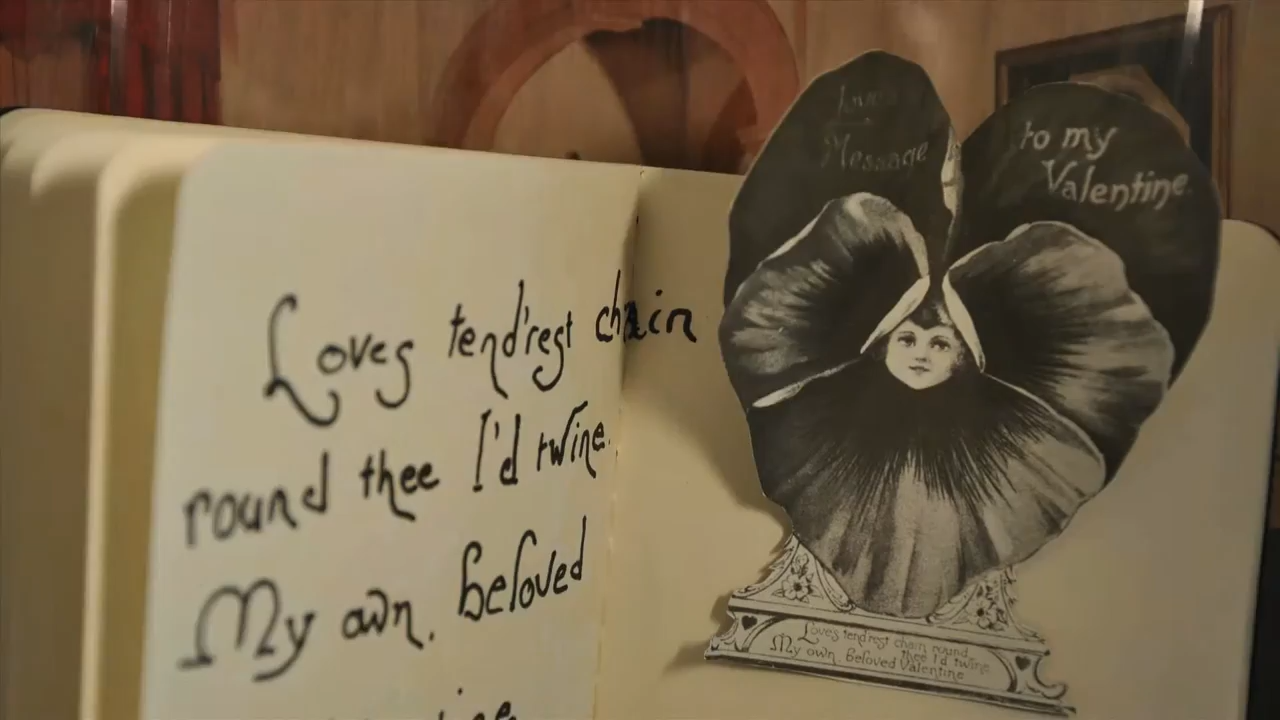 Loves tend'rest chain
round thee I'd twine.
My own, beloved
Message
to my
Valentine
Loves tend'rest chain round
thee I'd twine
My own, beloved Valentine